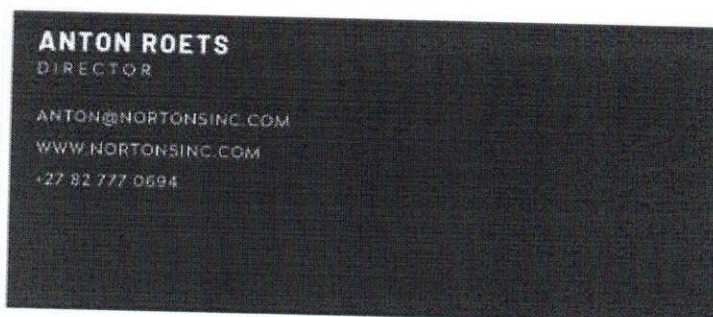 ANTON ROETS
DIRECTOR
ANTON@NORTONSINC.COM
WWW.NORTONSINC.COM
+27 82 777 0694